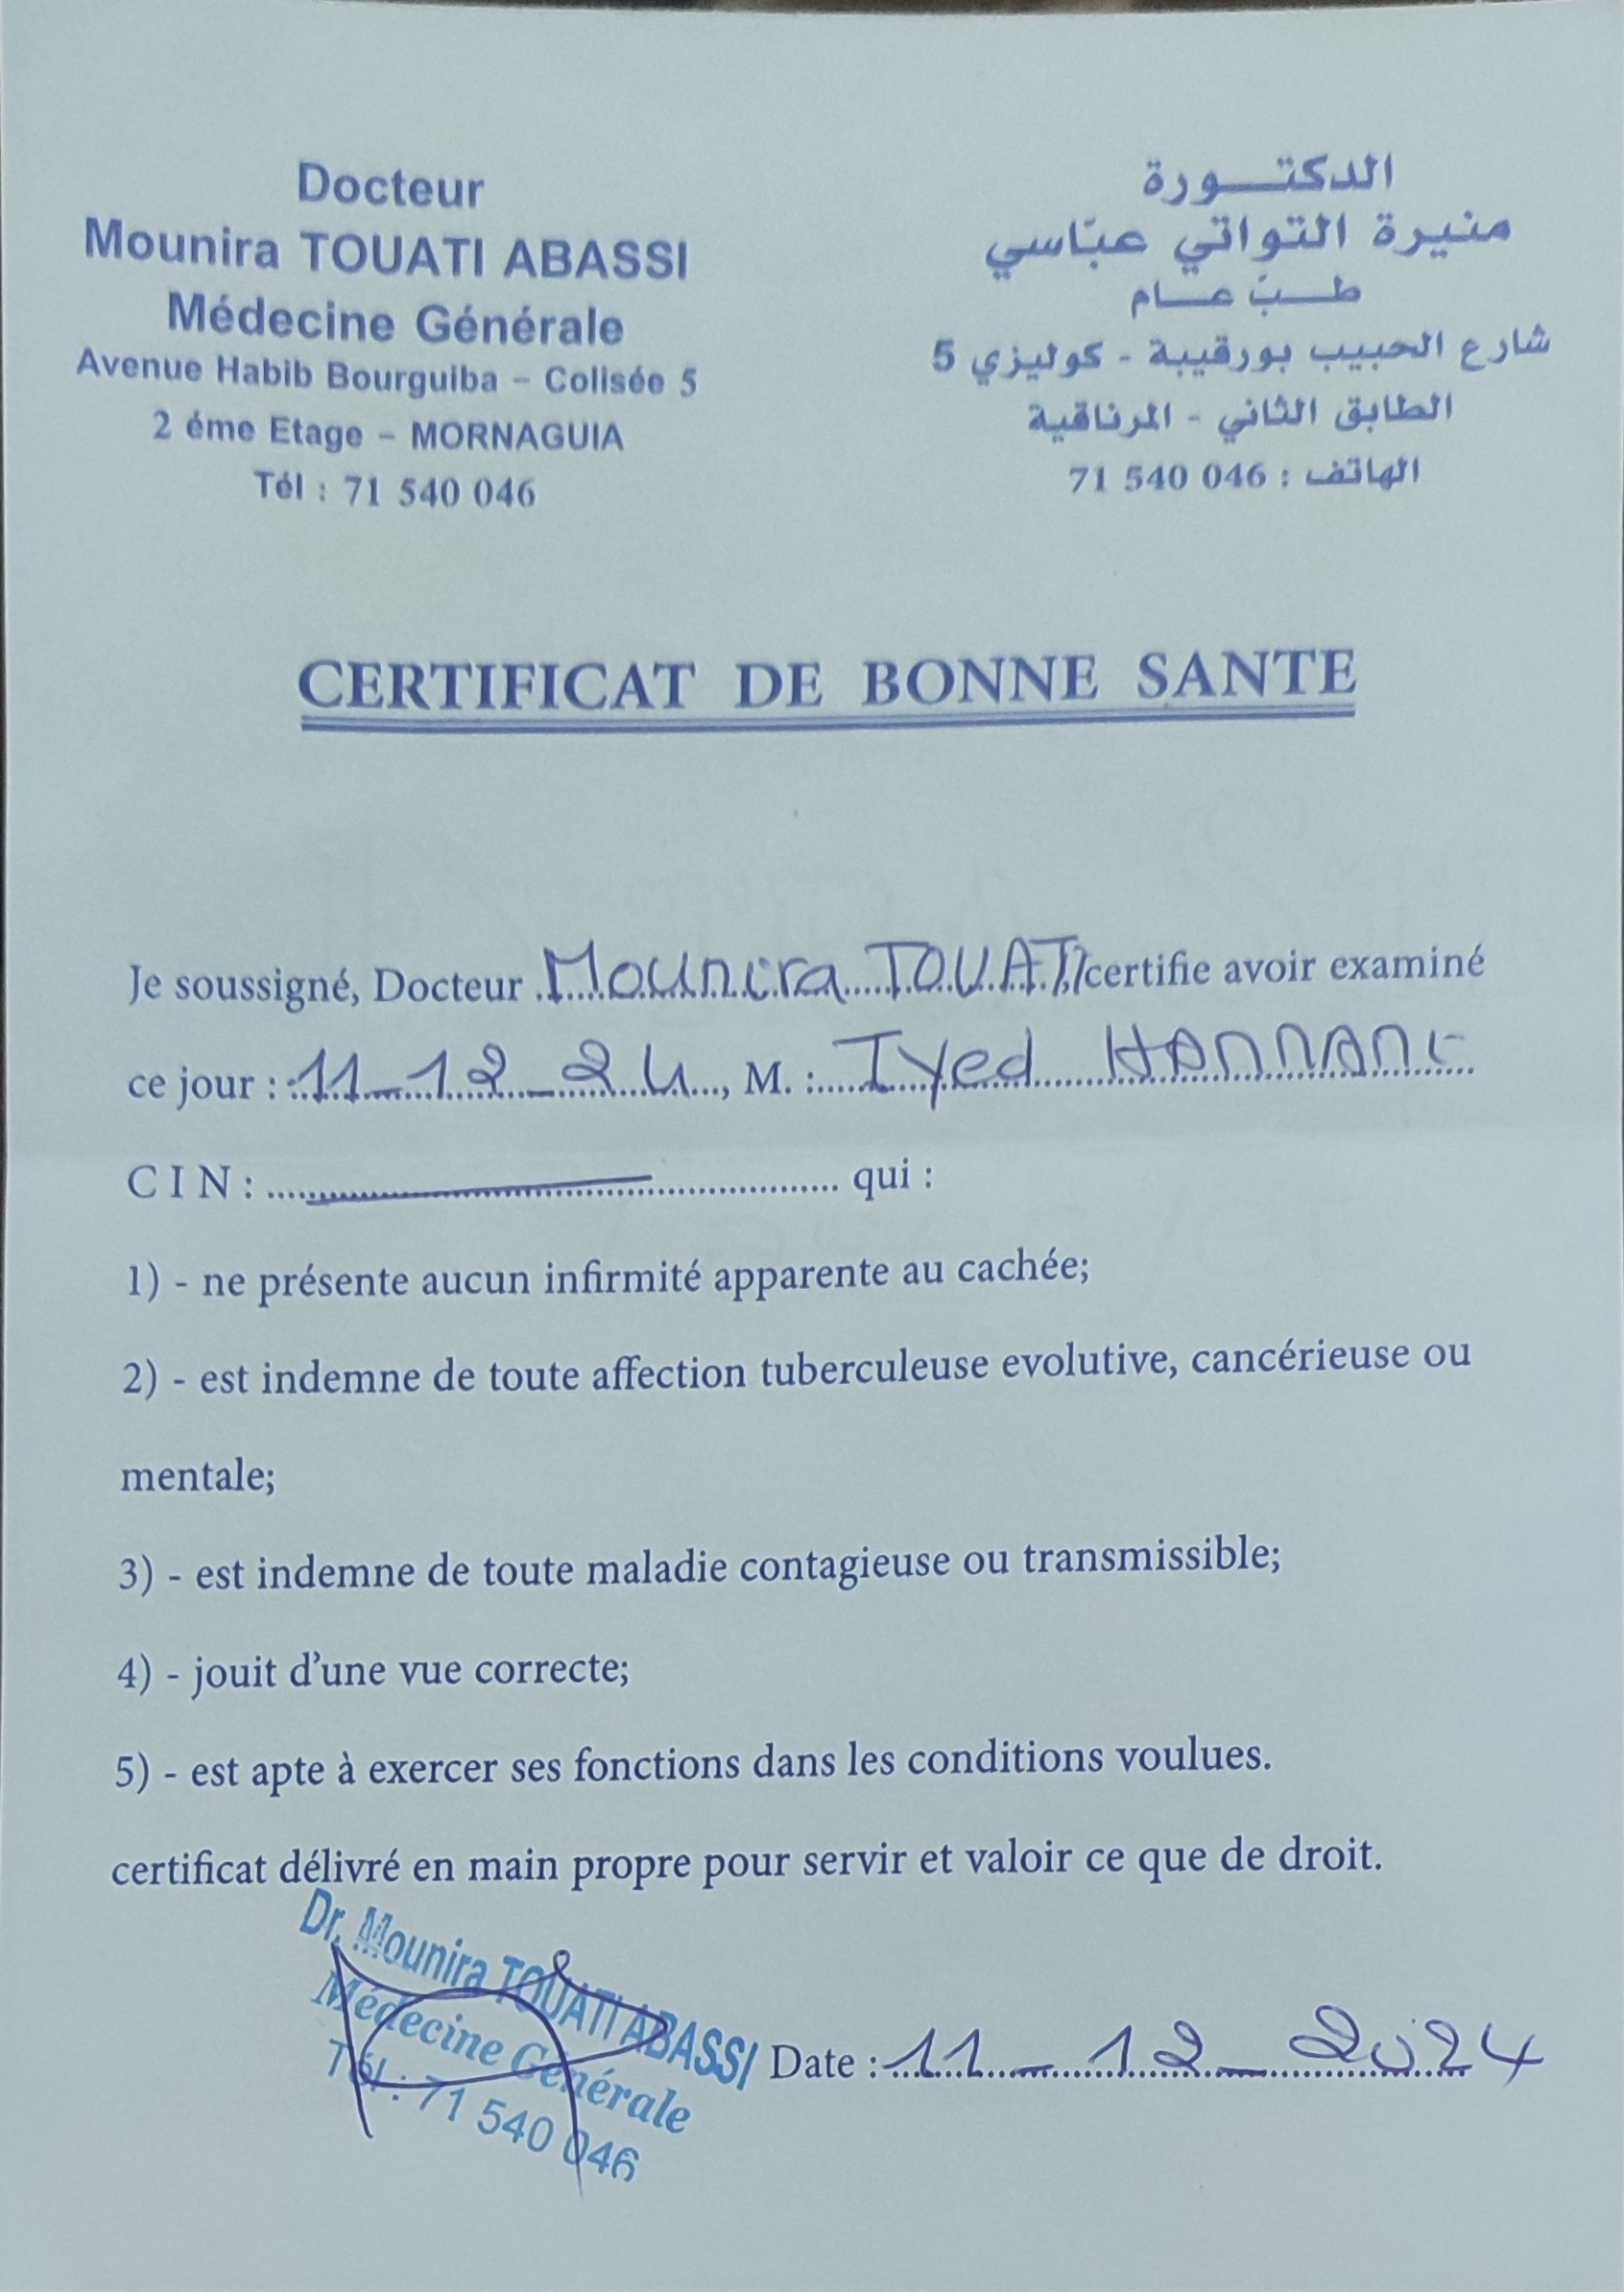 Docteur
Mounira TOUATI ABASSI
Médecine Générale
Avenue Habib Bourguiba – Colisée 5
2 éme Etage – MORNAGUIA
Tél : 71 540 046
الدكتـــورة
منيرة التواتي عبّاسي
طــبّ عــام
شارع الحبيب بورقيبة - كوليزي 5
الطابق الثاني - المرناقية
الهاتف : 046 540 71
CERTIFICAT DE BONNE SANTE
Je soussigné, Docteur Mounira TOUATI certifie avoir examiné
ce jour : 11-12-24, M. : Iyed HANNANI
C I N : qui :
1) - ne présente aucun infirmité apparente au cachée;
2) - est indemne de toute affection tuberculeuse evolutive, cancérieuse ou
mentale;
3) - est indemne de toute maladie contagieuse ou transmissible;
4) - jouit d’une vue correcte;
5) - est apte à exercer ses fonctions dans les conditions voulues.
certificat délivré en main propre pour servir et valoir ce que de droit.
Dr. Mounira TOUATI ABASSI
Médecine Générale
Tél : 71 540 046
Date : 11-12-2024